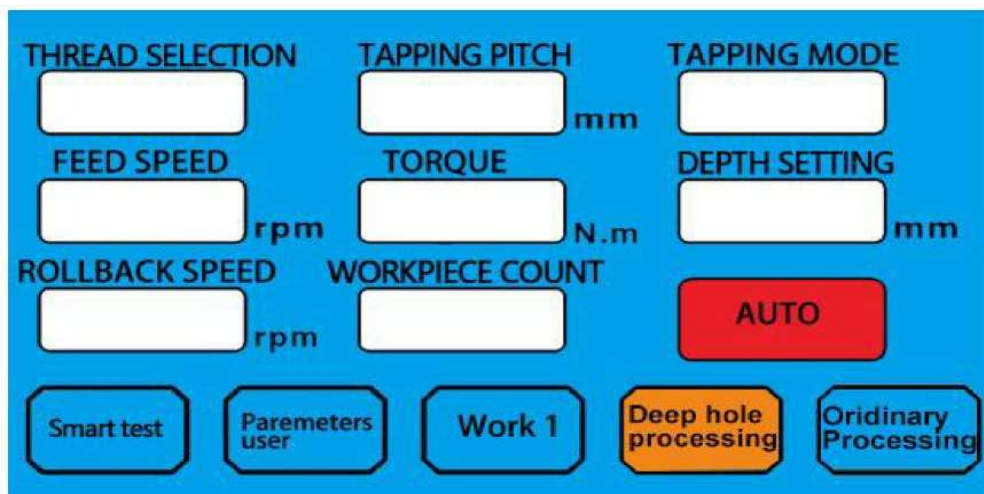 THREAD SELECTION
TAPPING PITCH
TAPPING MODE
mm
FEED SPEED
TORQUE
DEPTH SETTING
rpm
N.m
mm
ROLLBACK SPEED
WORKPIECE COUNT
rpm
AUTO
Smart test
Paremeters
user
Work 1
Deep hole
processing
Oridinary
Processing